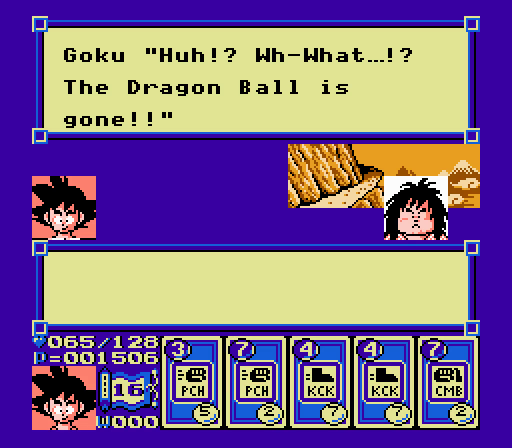 Goku "Huh!? Wh-What…!?
The Dragon Ball is
gone!!"
065/128
P=001506
16
W000
3 7 4 4 7
PCH PCH KCK KCK CMB
5 2 7 7 2